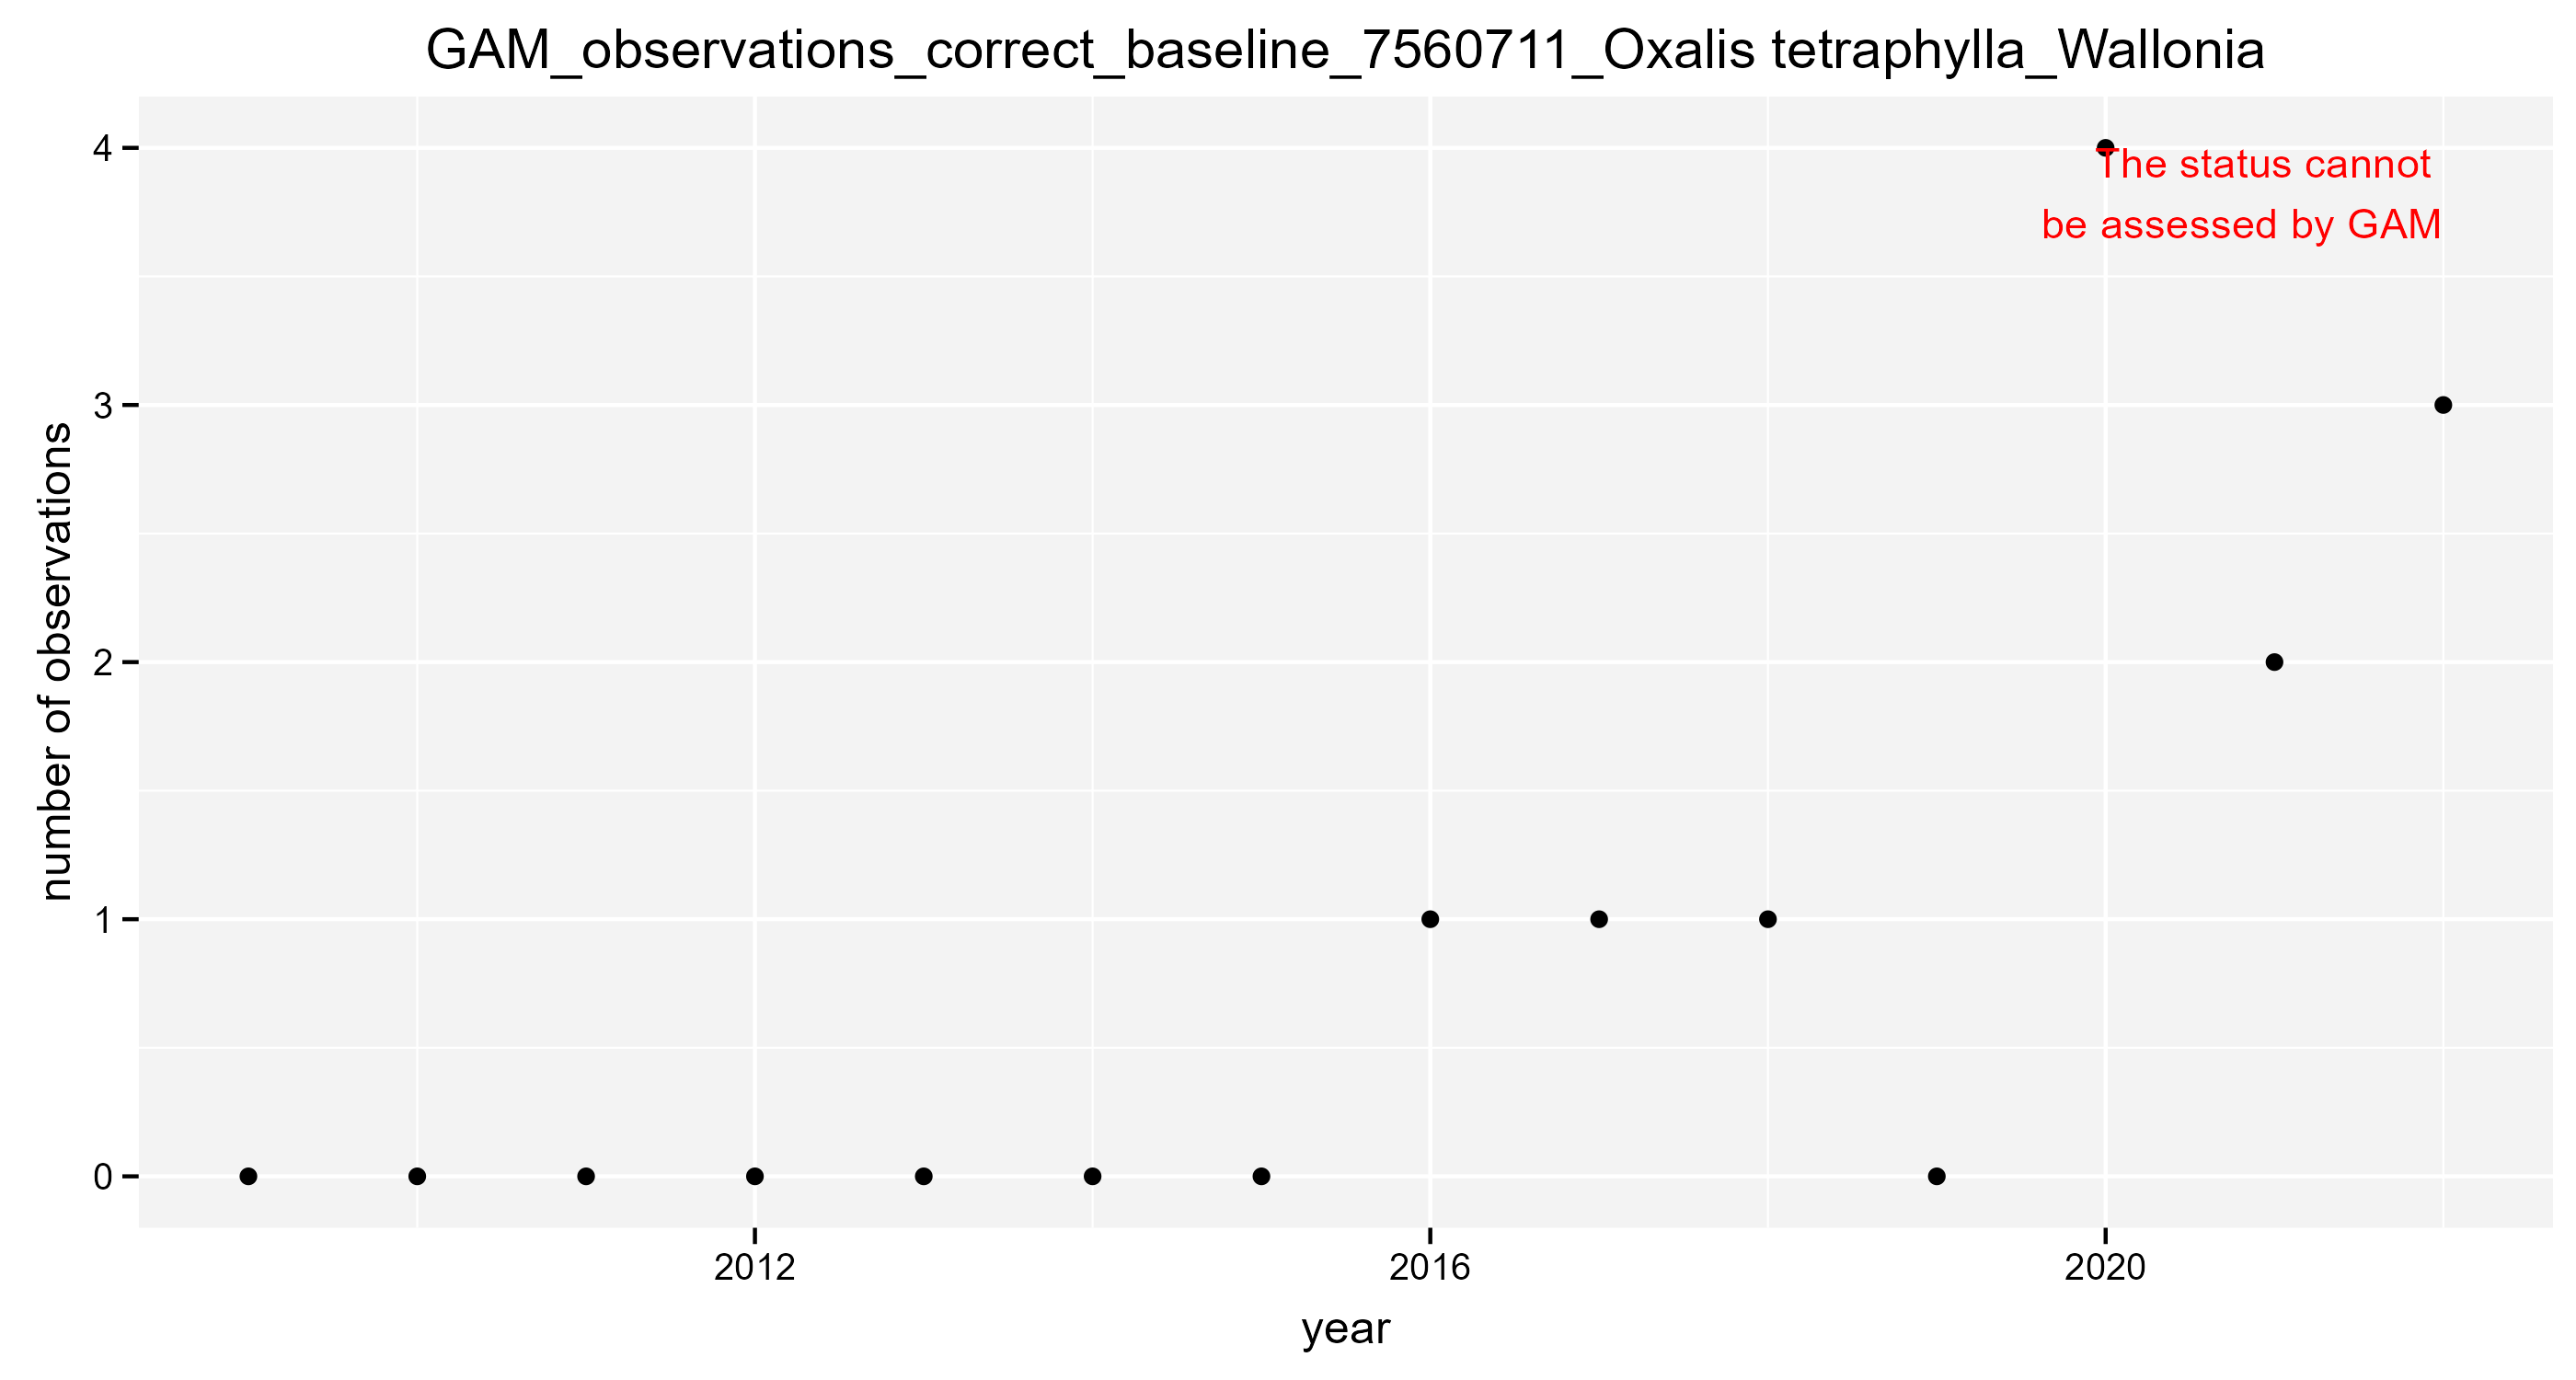 GAM_observations_correct_baseline_7560711_Oxalis tetraphylla_Wallonia
4
The status cannot
be assessed by GAM
3
number of observations
2
1
0
2012
2016
2020
year